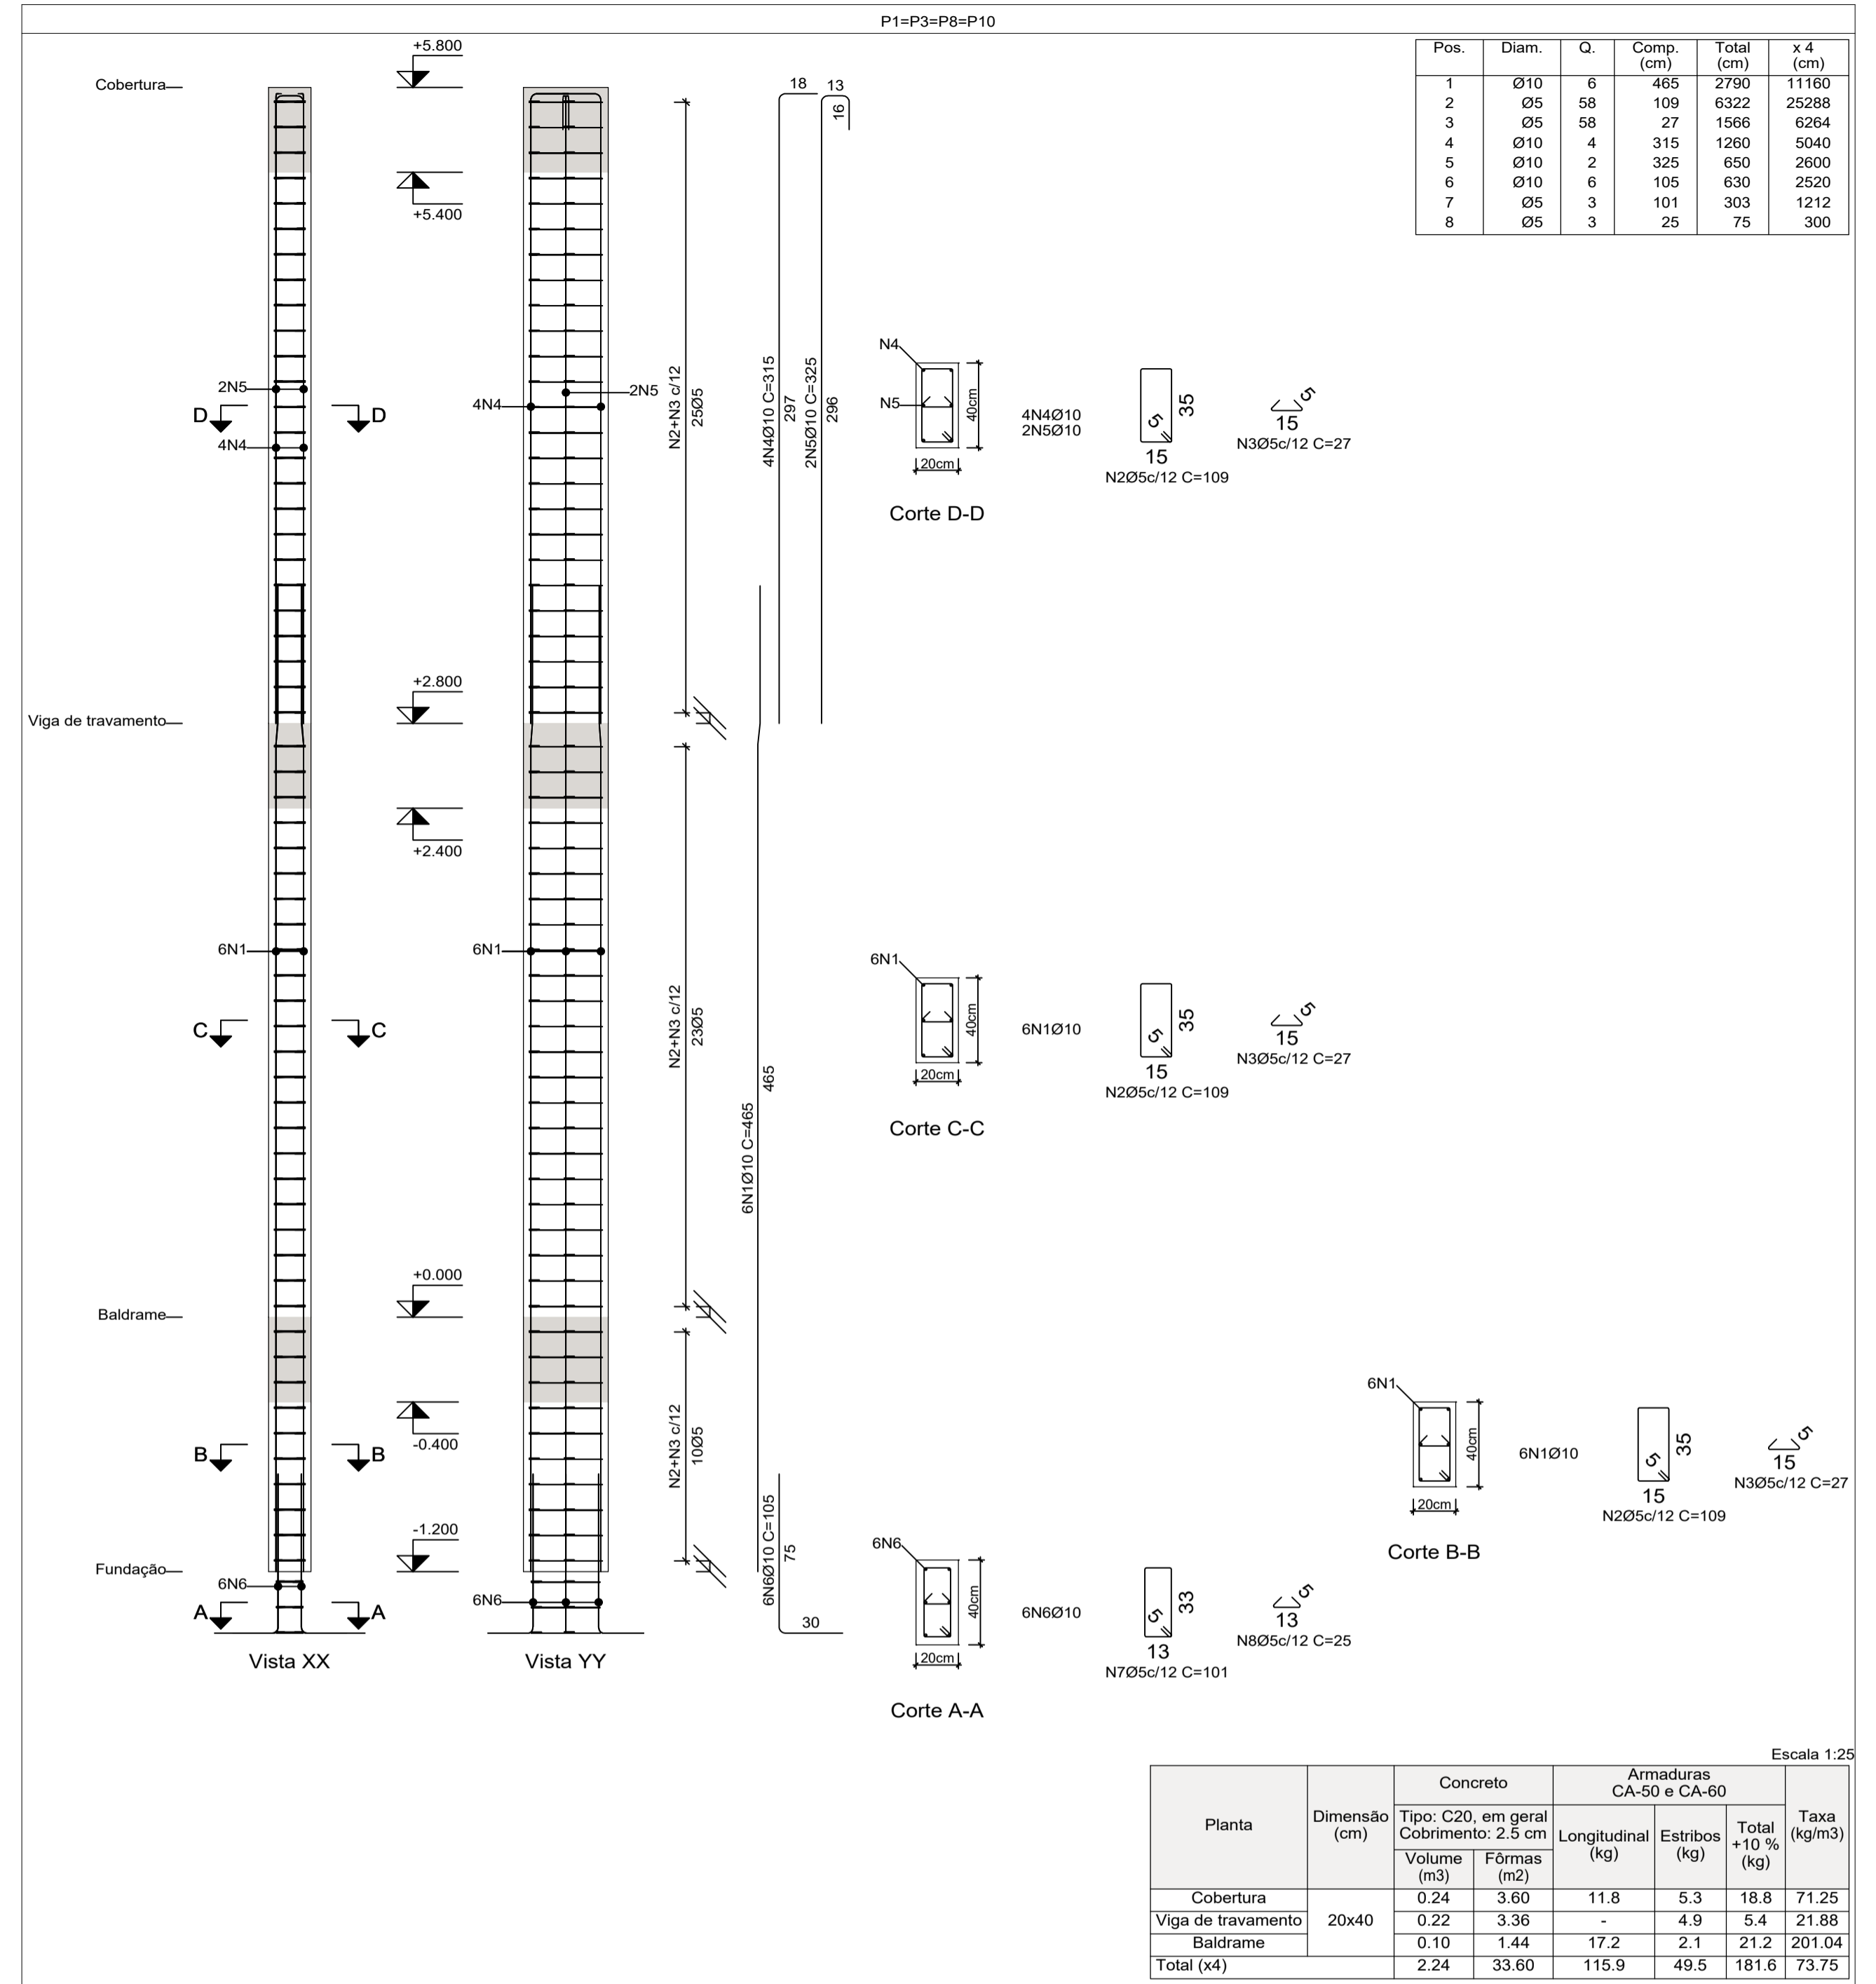 P1=P3=P8=P10
Pos. Diam. Q. Comp. (cm) Total (cm) x 4 (cm)
1 Ø10 6 465 2790 11160
2 Ø5 58 109 6322 25288
3 Ø5 58 27 1566 6264
4 Ø10 4 315 1260 5040
5 Ø10 2 325 650 2600
6 Ø10 6 105 630 2520
7 Ø5 3 101 303 1212
8 Ø5 3 25 75 300
Cobertura
+5.800
+5.400
18
13
16
2N5
D D
4N4
4N4
2N5
N2+N3 c/12
25Ø5
4N4Ø10 C=315
297
2N5Ø10 C=325
296
N4
N5
40cm
20cm
4N4Ø10
2N5Ø10
5
35
15
N2Ø5c/12 C=109
5
15
N3Ø5c/12 C=27
Corte D-D
Viga de travamento
+2.800
+2.400
6N1
6N1
C C
N2+N3 c/12
23Ø5
6N1Ø10 C=465
465
6N1
40cm
20cm
6N1Ø10
5
35
15
N2Ø5c/12 C=109
5
15
N3Ø5c/12 C=27
Corte C-C
Baldrame
+0.000
-0.400
B B
N2+N3 c/12
10Ø5
6N1
40cm
20cm
6N1Ø10
5
35
15
N2Ø5c/12 C=109
5
15
N3Ø5c/12 C=27
Corte B-B
Fundação
-1.200
6N6
6N6
A A
6N6Ø10 C=105
75
30
6N6
40cm
20cm
6N6Ø10
5
33
13
N7Ø5c/12 C=101
5
13
N8Ø5c/12 C=25
Corte A-A
Vista XX
Vista YY
Escala 1:25
Planta
Dimensão
(cm)
Concreto
Tipo: C20, em geral
Cobrimento: 2.5 cm
Volume
(m3)
Fôrmas
(m2)
Armaduras
CA-50 e CA-60
Longitudinal
(kg)
Estribos
(kg)
Total
+10 %
(kg)
Taxa
(kg/m3)
Cobertura 0.24 3.60 11.8 5.3 18.8 71.25
Viga de travamento 20x40 0.22 3.36 - 4.9 5.4 21.88
Baldrame 0.10 1.44 17.2 2.1 21.2 201.04
Total (x4) 2.24 33.60 115.9 49.5 181.6 73.75